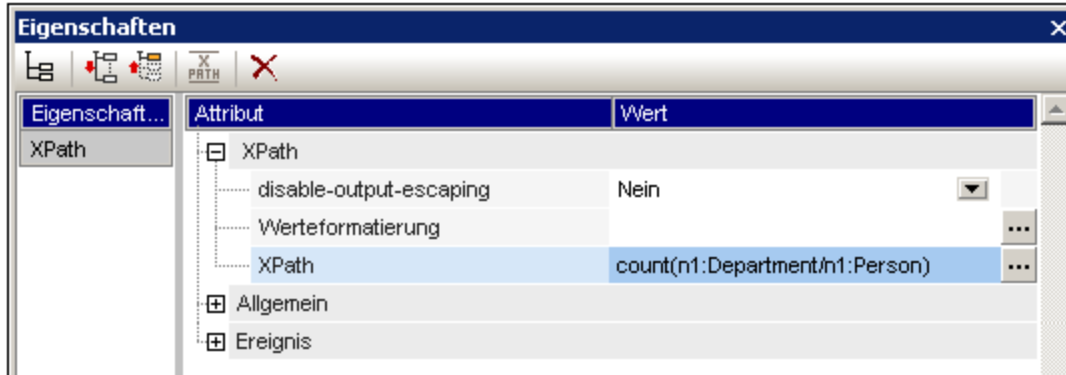 Eigenschaften
X
PATH
Eigenschaft... Attribut Wert
XPath XPath
disable-output-escaping Nein
Werteformatierung ...
XPath count(n1:Department/n1:Person) ...
Allgemein
Ereignis